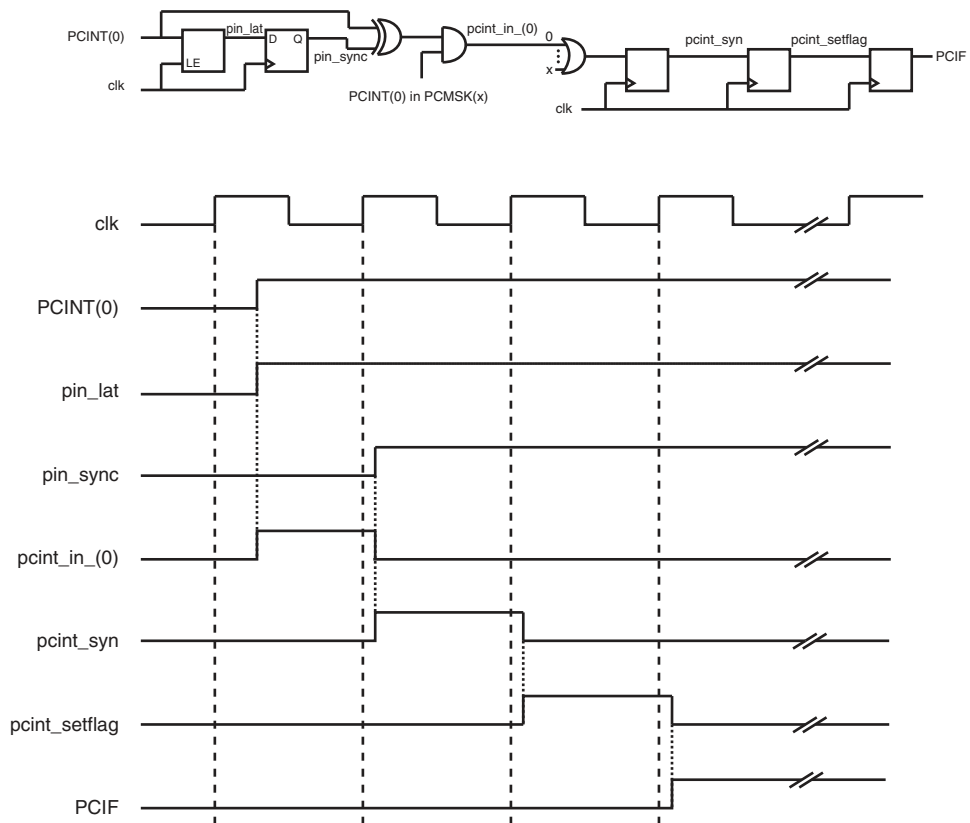 PCINT(0)
pin_lat
D Q
LE
pin_sync
clk
PCINT(0) in PCMSK(x)
pcint_in_(0)
0
x
clk
pcint_syn
pcint_setflag
PCIF
clk
PCINT(0)
pin_lat
pin_sync
pcint_in_(0)
pcint_syn
pcint_setflag
PCIF